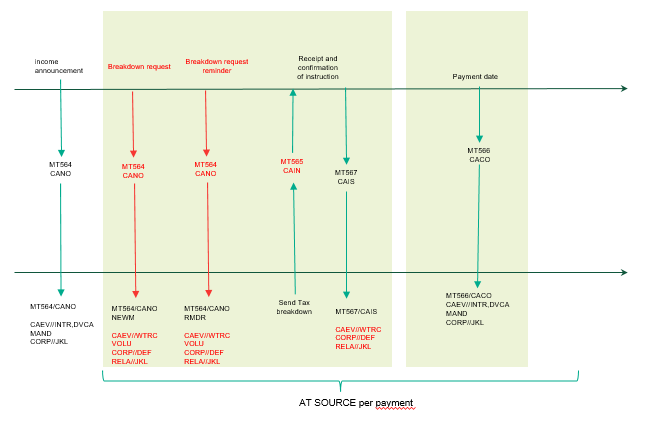 income
announcement
Breakdown request
Breakdown request
reminder
Receipt and
confirmation
of instruction
Payment date
MT564
CANO
MT564
CANO
MT564
CANO
MT565
CAIN
MT567
CAIS
MT566
CACO
MT564/CANO
CAEV//INTR,DVCA
MAND
CORP//JKL
MT564/CANO
NEWM
CAEV//WTRC
VOLU
CORP//DEF
RELA//JKL
MT564/CANO
RMDR
CAEV//WTRC
VOLU
CORP//DEF
RELA//JKL
Send Tax
breakdown
MT567/CAIS
CAEV//WTRC
CORP//DEF
RELA//JKL
MT566/CACO
CAEV//INTR,DVCA
MAND
CORP//JKL
AT SOURCE per paymemt